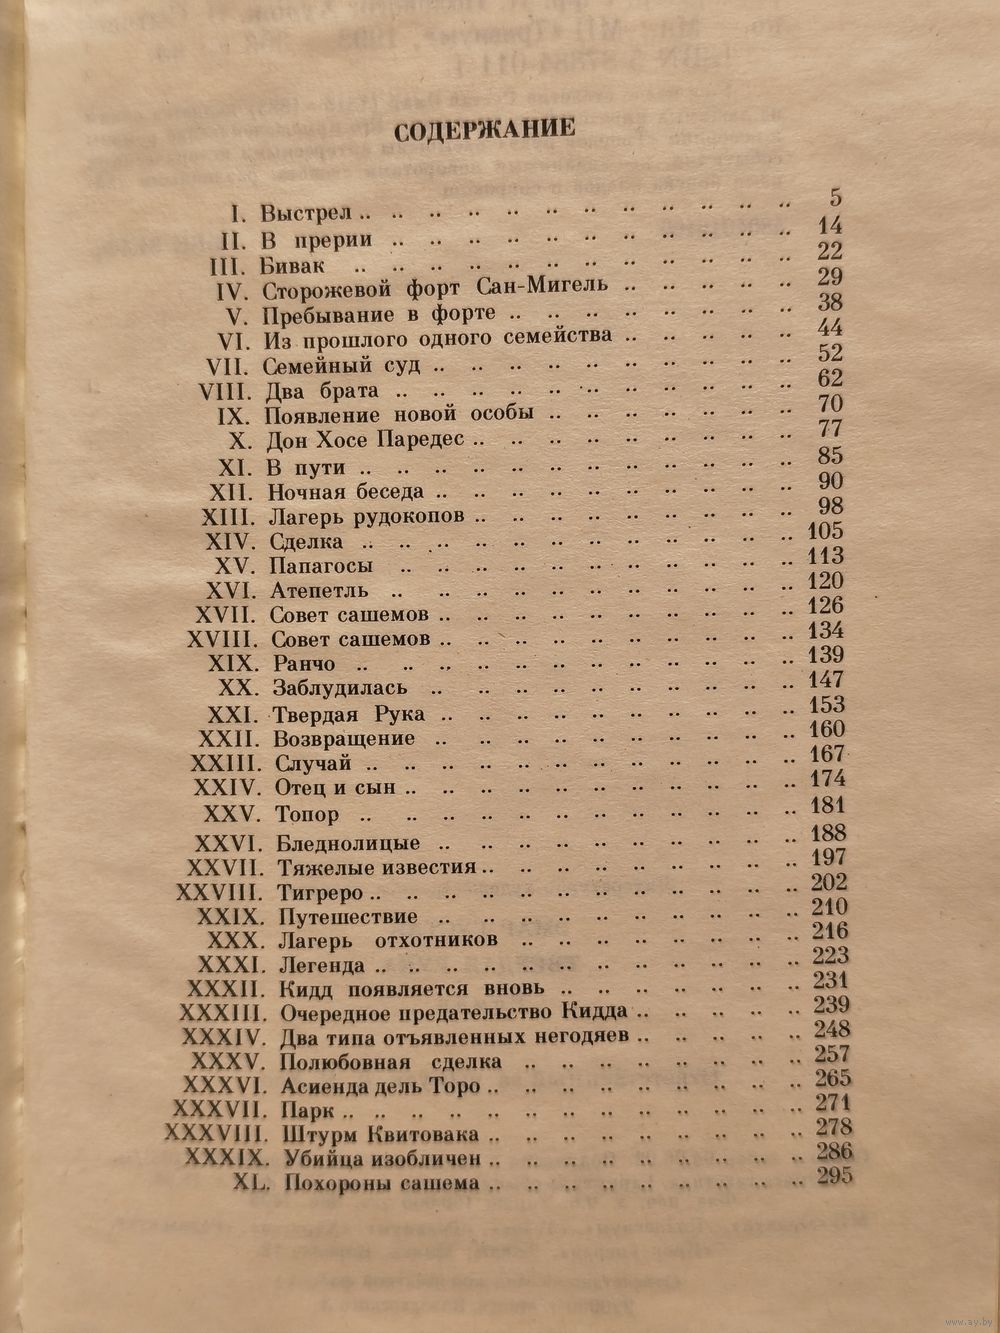 СОДЕРЖАНИЕ
I. Выстрел .. .. .. .. .. .. .. .. .. .. .. .. 5
II. В прерии .. .. .. .. .. .. .. .. .. .. .. 14
III. Бивак .. .. .. .. .. .. .. .. .. .. .. .. 22
IV. Сторожевой форт Сан-Мигель .. .. .. .. .. 29
V. Пребывание в форте .. .. .. .. .. .. .. .. 38
VI. Из прошлого одного семейства .. .. .. .. .. 44
VII. Семейный суд .. .. .. .. .. .. .. .. .. .. 52
VIII. Два брата .. .. .. .. .. .. .. .. .. .. .. 62
IX. Появление новой особы .. .. .. .. .. .. .. 70
X. Дон Хосе Паредес .. .. .. .. .. .. .. .. .. 77
XI. В пути .. .. .. .. .. .. .. .. .. .. .. .. 85
XII. Ночная беседа .. .. .. .. .. .. .. .. .. .. 90
XIII. Лагерь рудокопов .. .. .. .. .. .. .. .. .. 98
XIV. Сделка .. .. .. .. .. .. .. .. .. .. .. .. 105
XV. Папагосы .. .. .. .. .. .. .. .. .. .. .. 113
XVI. Атепетль .. .. .. .. .. .. .. .. .. .. .. 120
XVII. Совет сашемов .. .. .. .. .. .. .. .. .. .. 126
XVIII. Совет сашемов .. .. .. .. .. .. .. .. .. .. 134
XIX. Ранчо .. .. .. .. .. .. .. .. .. .. .. .. 139
XX. Заблудилась .. .. .. .. .. .. .. .. .. .. 147
XXI. Твердая Рука .. .. .. .. .. .. .. .. .. .. 153
XXII. Возвращение .. .. .. .. .. .. .. .. .. .. 160
XXIII. Случай .. .. .. .. .. .. .. .. .. .. .. .. 167
XXIV. Отец и сын .. .. .. .. .. .. .. .. .. .. .. 174
XXV. Топор .. .. .. .. .. .. .. .. .. .. .. .. 181
XXVI. Бледнолицые .. .. .. .. .. .. .. .. .. .. 188
XXVII. Тяжелые известия .. .. .. .. .. .. .. .. .. 197
XXVIII. Тигреро .. .. .. .. .. .. .. .. .. .. .. .. 202
XXIX. Путешествие .. .. .. .. .. .. .. .. .. .. 210
XXX. Лагерь отхотников .. .. .. .. .. .. .. .. 216
XXXI. Легенда .. .. .. .. .. .. .. .. .. .. .. .. 223
XXXII. Кидд появляется вновь .. .. .. .. .. .. .. 231
XXXIII. Очередное предательство Кидда .. .. .. .. .. 239
XXXIV. Два типа отъявленных негодяев .. .. .. .. .. 248
XXXV. Полюбовная сделка .. .. .. .. .. .. .. .. 257
XXXVI. Асиенда дель Торо .. .. .. .. .. .. .. .. .. 265
XXXVII. Парк .. .. .. .. .. .. .. .. .. .. .. .. .. 271
XXXVIII. Штурм Квитовака .. .. .. .. .. .. .. .. .. 278
XXXIX. Убийца изобличен .. .. .. .. .. .. .. .. .. 286
XL. Похороны сашема .. .. .. .. .. .. .. .. .. 295
www.ay.by